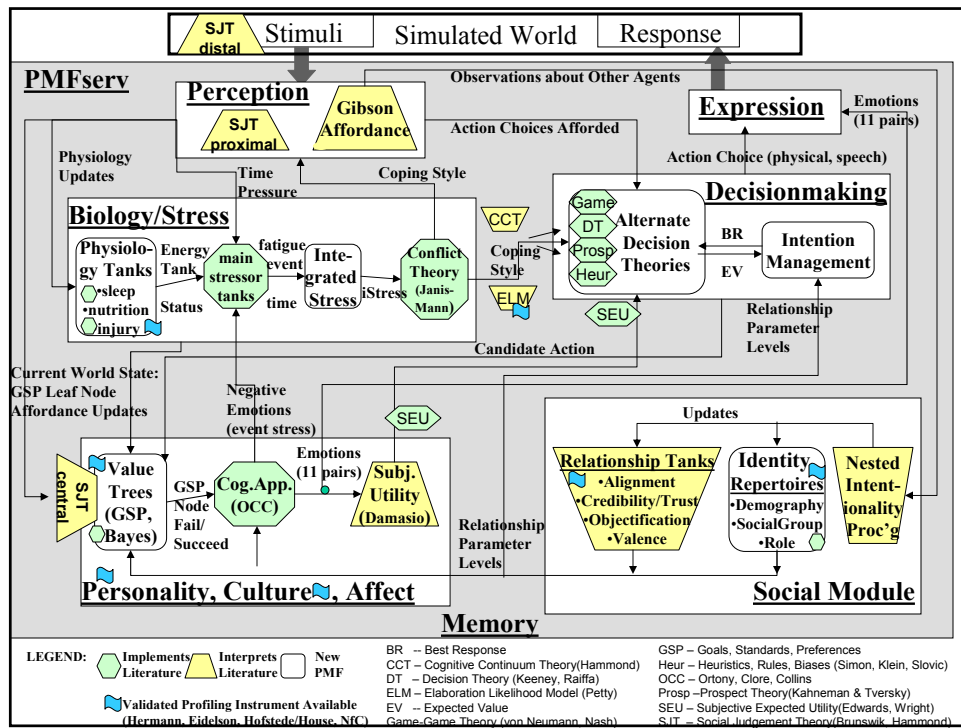 SJT distal
Stimuli
Simulated World
Response
PMFserv
Perception
SJT proximal
Gibson Affordance
Observations about Other Agents
Action Choices Afforded
Expression
Emotions (11 pairs)
Action Choice (physical, speech)
Physiology Updates
Time Pressure
Coping Style
Biology/Stress
Physiolo-gy Tanks
•sleep
•nutrition
injury
Energy Tank
Status
main stressor tanks
fatigue event
time
Inte-grated Stress
iStress
Conflict Theory (Janis-Mann)
CCT
Coping Style
ELM
Decisionmaking
Game
DT
Prosp
Heur
Alternate Decision Theories
BR
EV
Intention Management
SEU
Relationship Parameter Levels
Candidate Action
Current World State:
GSP Leaf Node
Affordance Updates
Negative Emotions (event stress)
SEU
SJT central
Value Trees (GSP, Bayes)
GSP Node Fail/ Succeed
Cog.App. (OCC)
Emotions (11 pairs)
Subj. Utility (Damasio)
Relationship Parameter Levels
Personality, Culture , Affect
Updates
Relationship Tanks
•Alignment
•Credibility/Trust
•Objectification
•Valence
Identity Repertoires
•Demography
•SocialGroup
•Role
Nested Intent-ionality Proc'g
Social Module
Memory
LEGEND:
Implements Literature
Interprets Literature
New PMF
Validated Profiling Instrument Available
(Hermann, Eidelson, Hofstede/House, NfC)
BR -- Best Response
CCT – Cognitive Continuum Theory(Hammond)
DT – Decision Theory (Keeney, Raiffa)
ELM – Elaboration Likelihood Model (Petty)
EV – Expected Value
Game-Game Theory (von Neumann, Nash)
GSP – Goals, Standards, Preferences
Heur – Heuristics, Rules, Biases (Simon, Klein, Slovic)
OCC – Ortony, Clore, Collins
Prosp –Prospect Theory(Kahneman & Tversky)
SEU – Subjective Expected Utility(Edwards, Wright)
SJT – Social Judgement Theory(Brunswik, Hammond)